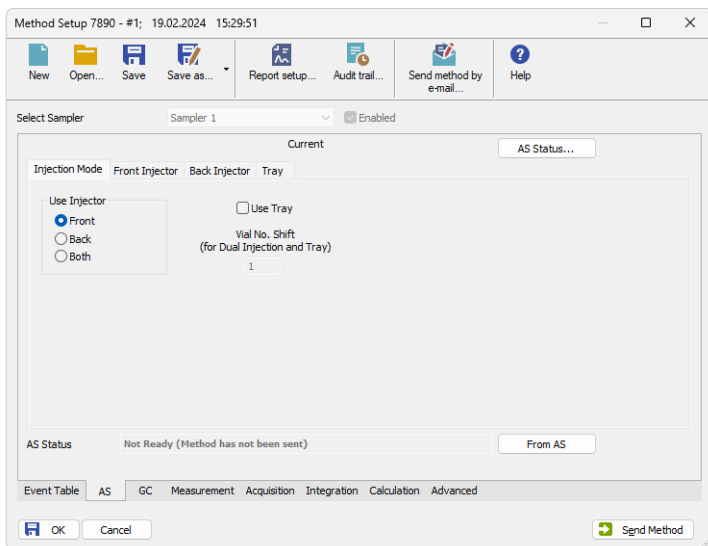 Method Setup 7890 - #1; 19.02.2024 15:29:51
New Open... Save Save as... Report setup... Audit trail... Send method by e-mail... Help
Select Sampler Sampler 1 Enabled
Current AS Status...
Injection Mode Front Injector Back Injector Tray
Use Injector
Front
Back
Both
Use Tray
Vial No. Shift
(for Dual Injection and Tray)
1
AS Status Not Ready (Method has not been sent) From AS
Event Table AS GC Measurement Acquisition Integration Calculation Advanced
OK Cancel Send Method